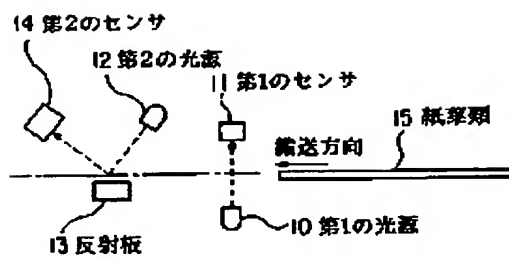 14 第2のセンサ
12 第2の光源
11 第1のセンサ
15 紙葉類
輸送方向
13 反射板
10 第1の光源